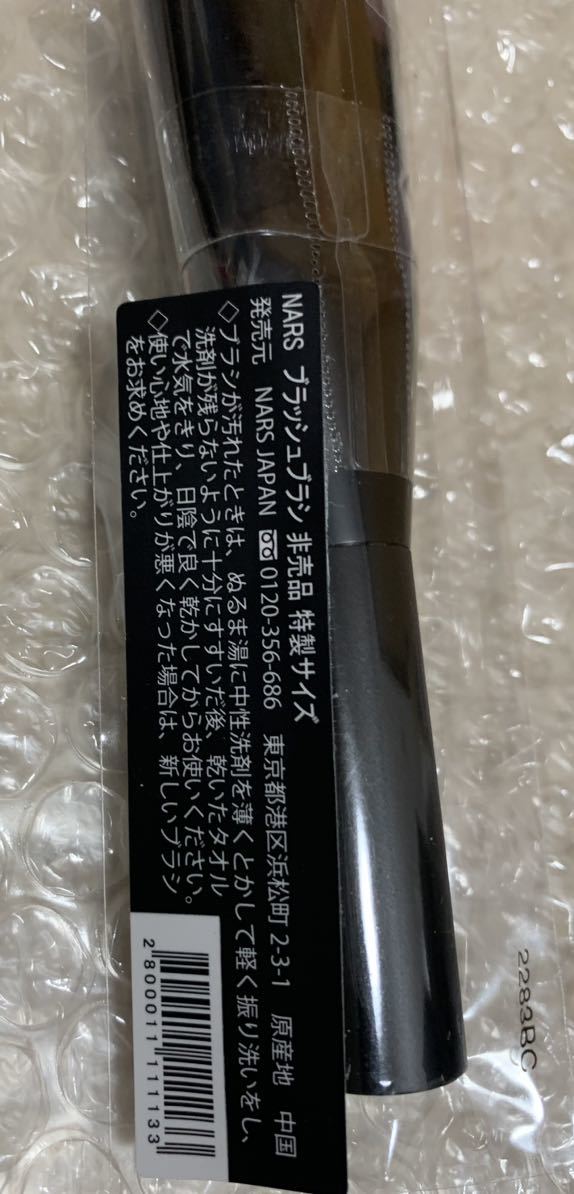 NARS ブラッシュブラシ 非売品 特製サイズ
発売元 NARS JAPAN 0120-356-686 東京都港区浜松町 2-3-1 原産地 中国
◇ブラシが汚れたときは、ぬるま湯に中性洗剤を薄くとかして軽く振り洗いをし、
洗剤が残らないように十分にすすいだ後、乾いたタオル
で水気をきり、日陰で良く乾かしてからお使いください。
◇使い心地や仕上がりが悪くなった場合は、新しいブラシ
をお求めください。
2 800011 111133
2283BC